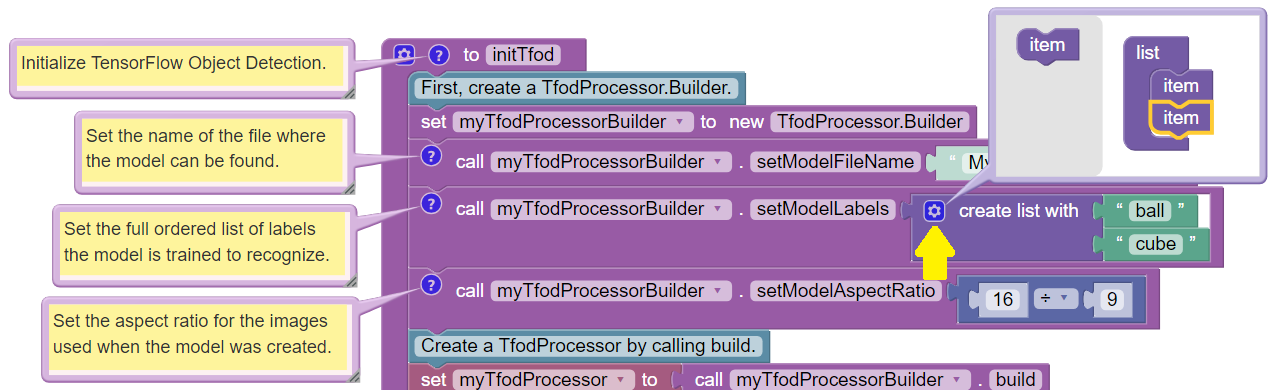 Initialize TensorFlow Object Detection.
to initTfod
First, create a TfodProcessor.Builder.
set myTfodProcessorBuilder to new TfodProcessor.Builder
Set the name of the file where
the model can be found.
call myTfodProcessorBuilder . setModelFileName “ My
item
list
item
item
Set the full ordered list of labels
the model is trained to recognize.
call myTfodProcessorBuilder . setModelLabels create list with “ ball ”
“ cube ”
Set the aspect ratio for the images
used when the model was created.
call myTfodProcessorBuilder . setModelAspectRatio 16 ÷ 9
Create a TfodProcessor by calling build.
set myTfodProcessor to call myTfodProcessorBuilder . build